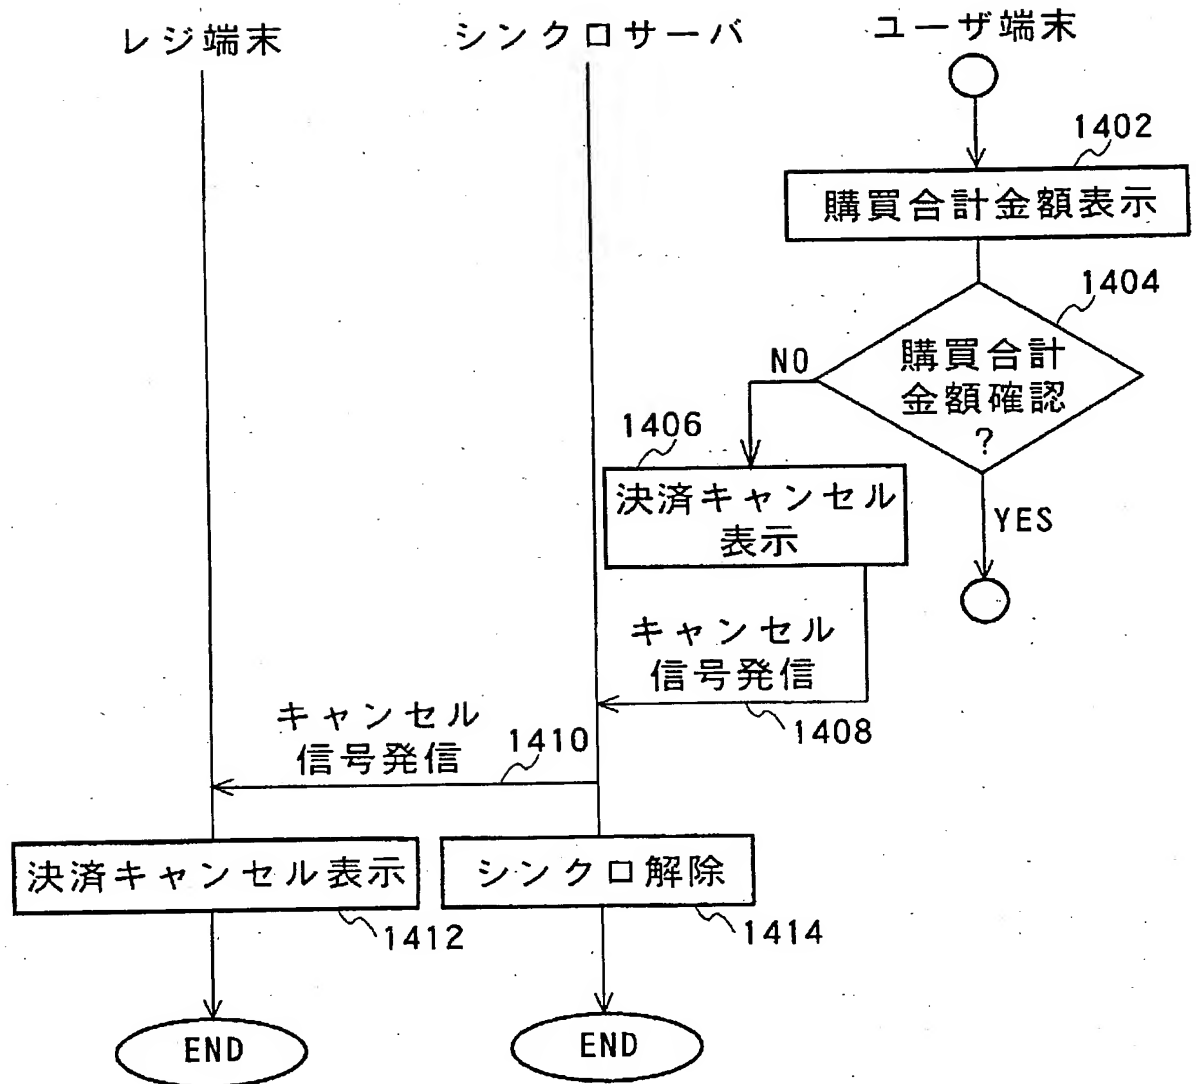 レジ端末
シンクロサーバ
ユーザ端末
1402
購買合計金額表示
1404
購買合計
金額確認
?
NO
YES
1406
決済キャンセル
表示
キャンセル
信号発信
1408
キャンセル
信号発信
1410
決済キャンセル表示
1412
シンクロ解除
1414
END
END